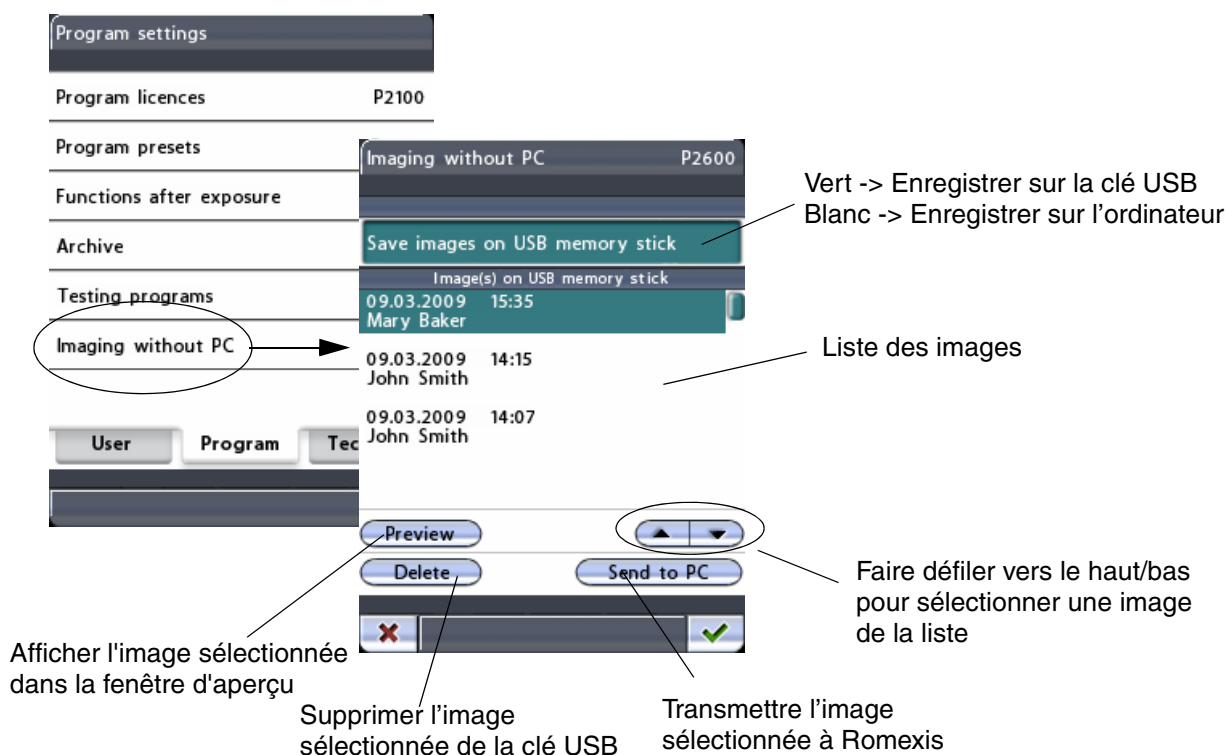 Program settings
Program licences P2100
Program presets
Functions after exposure
Archive
Testing programs
Imaging without PC
User Program Tec
Imaging without PC P2600
Save images on USB memory stick
Image(s) on USB memory stick
09.03.2009 15:35
Mary Baker
09.03.2009 14:15
John Smith
09.03.2009 14:07
John Smith
Preview
Delete Send to PC
Vert -> Enregistrer sur la clé USB
Blanc -> Enregistrer sur l’ordinateur
Liste des images
Faire défiler vers le haut/bas
pour sélectionner une image
de la liste
Afficher l'image sélectionnée
dans la fenêtre d'aperçu
Supprimer l’image
sélectionnée de la clé USB
Transmettre l’image
sélectionnée à Romexis